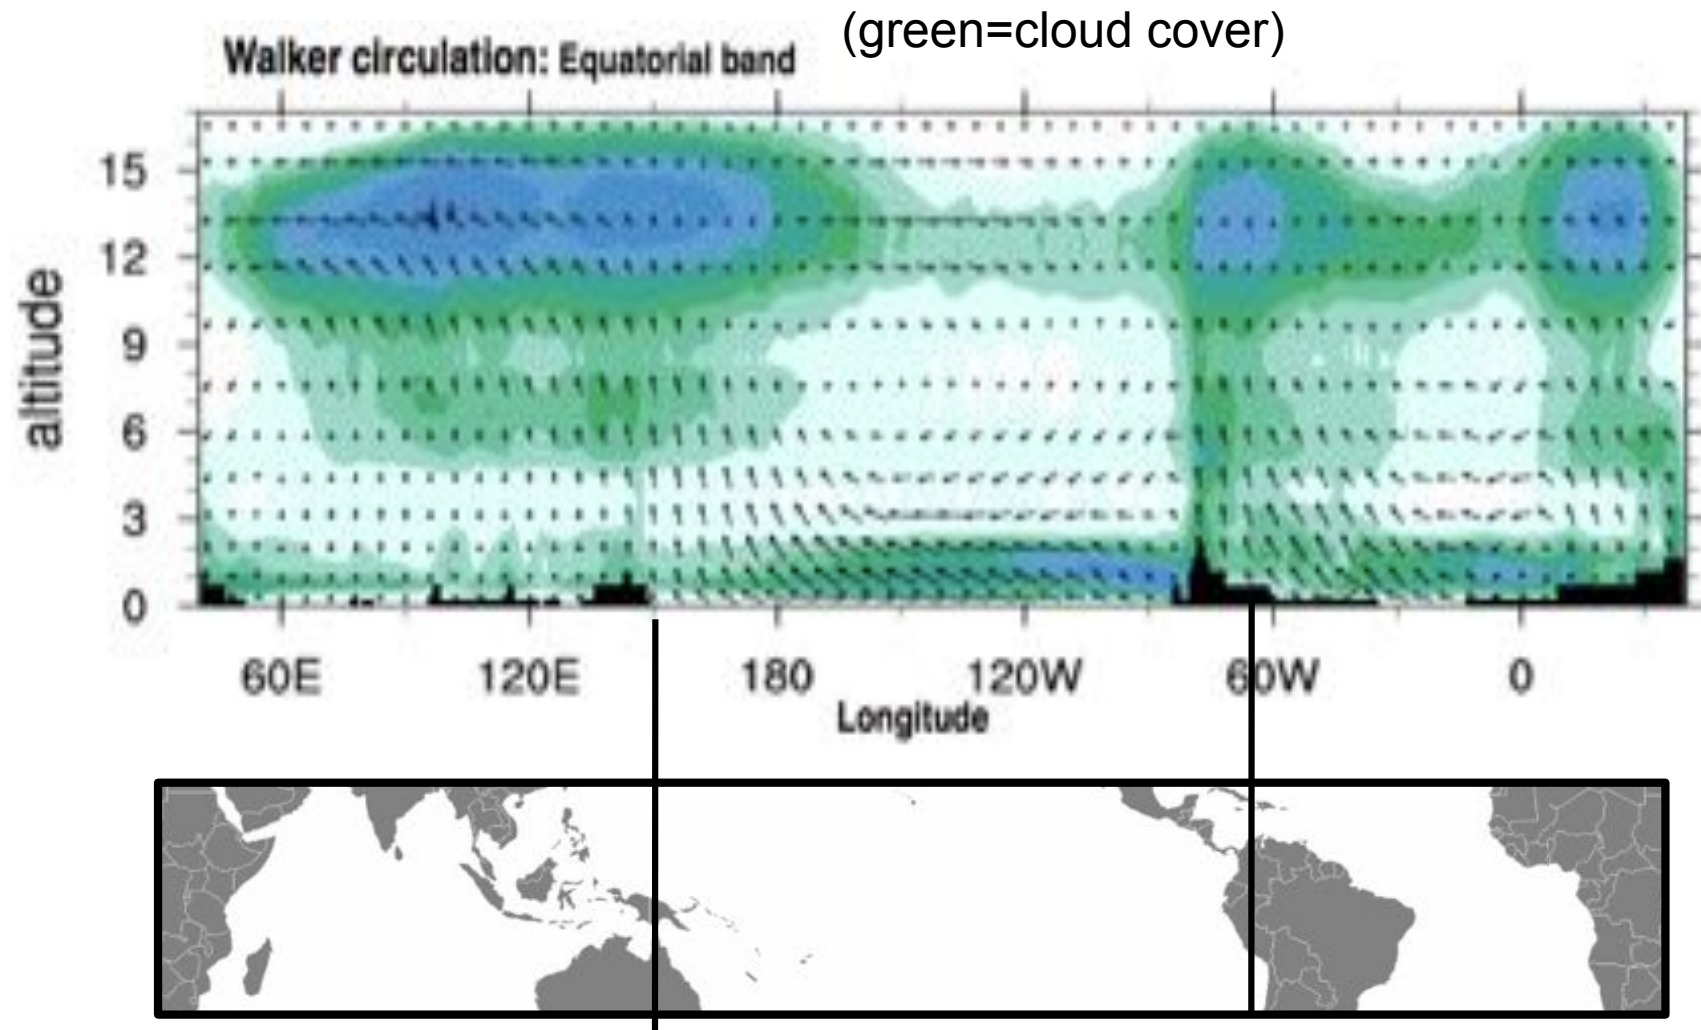 (green=cloud cover)
Walker circulation: Equatorial band
altitude
15
12
9
6
3
0
60E 120E 180 120W 60W 0
Longitude